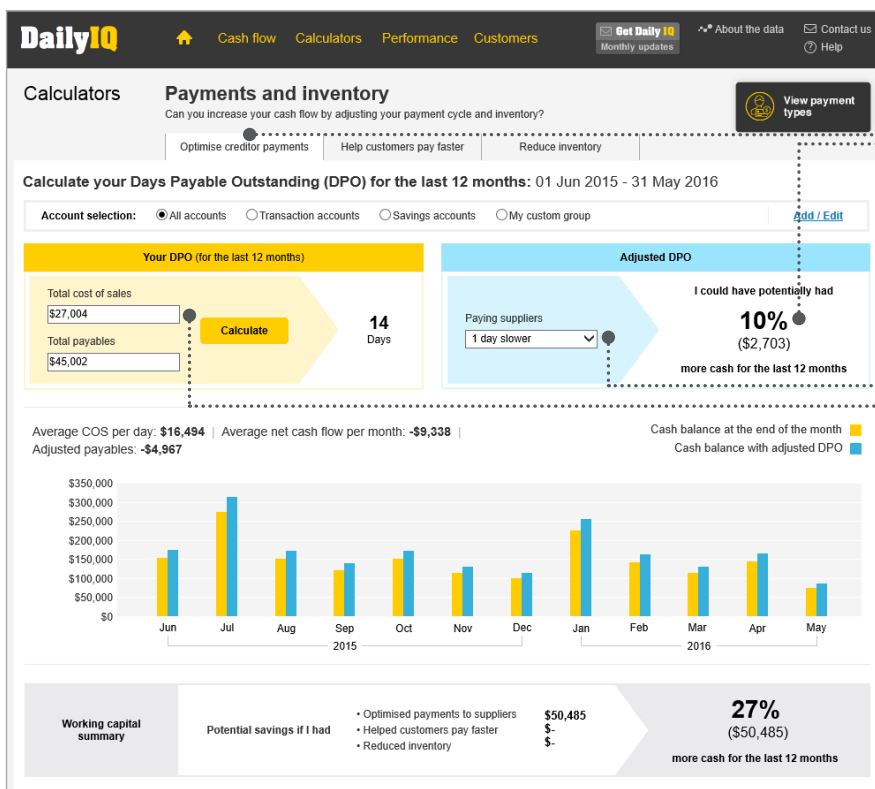 DailyIQ
Cash flow Calculators Performance Customers
Get Daily IQ
Monthly updates
About the data
Contact us
Help
Calculators
Payments and inventory
Can you increase your cash flow by adjusting your payment cycle and inventory?
View payment
types
Optimise creditor payments Help customers pay faster Reduce inventory
Calculate your Days Payable Outstanding (DPO) for the last 12 months: 01 Jun 2015 - 31 May 2016
Account selection: All accounts Transaction accounts Savings accounts My custom group Add / Edit
Your DPO (for the last 12 months)
Total cost of sales
$27,004
Total payables
$45,002
Calculate
14
Days
Adjusted DPO
Paying suppliers
1 day slower
I could have potentially had
10%
($2,703)
more cash for the last 12 months
Average COS per day: $16,494 | Average net cash flow per month: -$9,338 |
Adjusted payables: -$4,967
Cash balance at the end of the month
Cash balance with adjusted DPO
$350,000
$300,000
$250,000
$200,000
$150,000
$100,000
$50,000
$0
Jun Jul Aug Sep Oct Nov Dec Jan Feb Mar Apr May
2015 2016
Working capital
summary
Potential savings if I had
• Optimised payments to suppliers $50,485
• Helped customers pay faster $-
• Reduced inventory $-
27%
($50,485)
more cash for the last 12 months